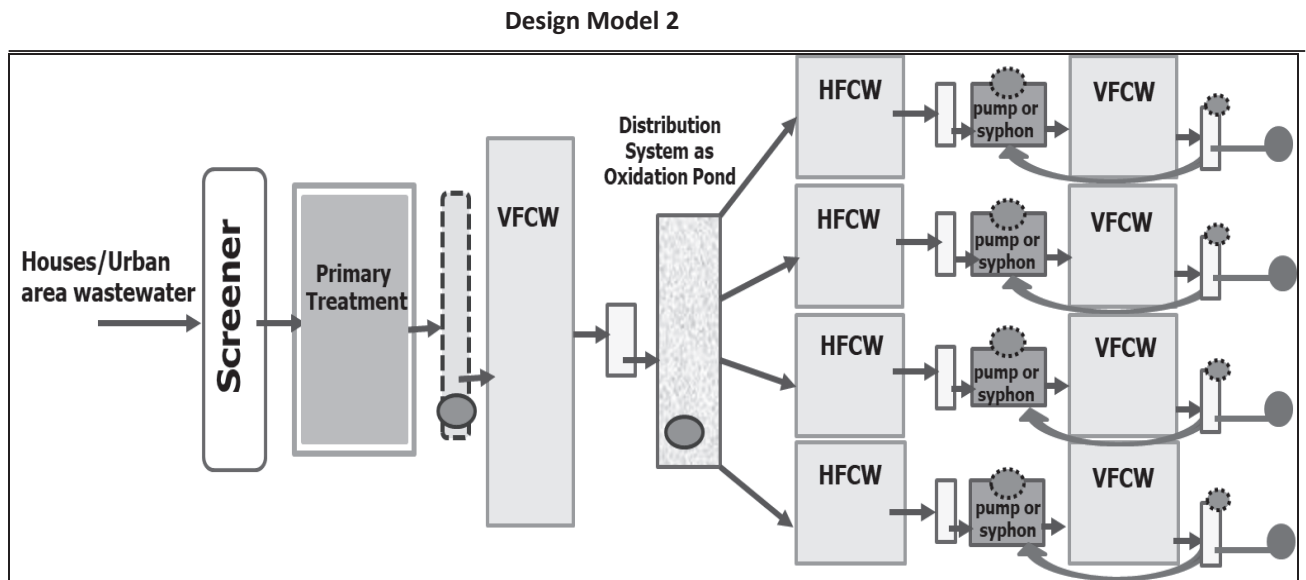 Design Model 2
Houses/Urban
area wastewater
Screener
Primary
Treatment
VFCW
Distribution
System as
Oxidation Pond
HFCW
pump or
syphon
VFCW
HFCW
pump or
syphon
VFCW
HFCW
pump or
syphon
VFCW
HFCW
pump or
syphon
VFCW